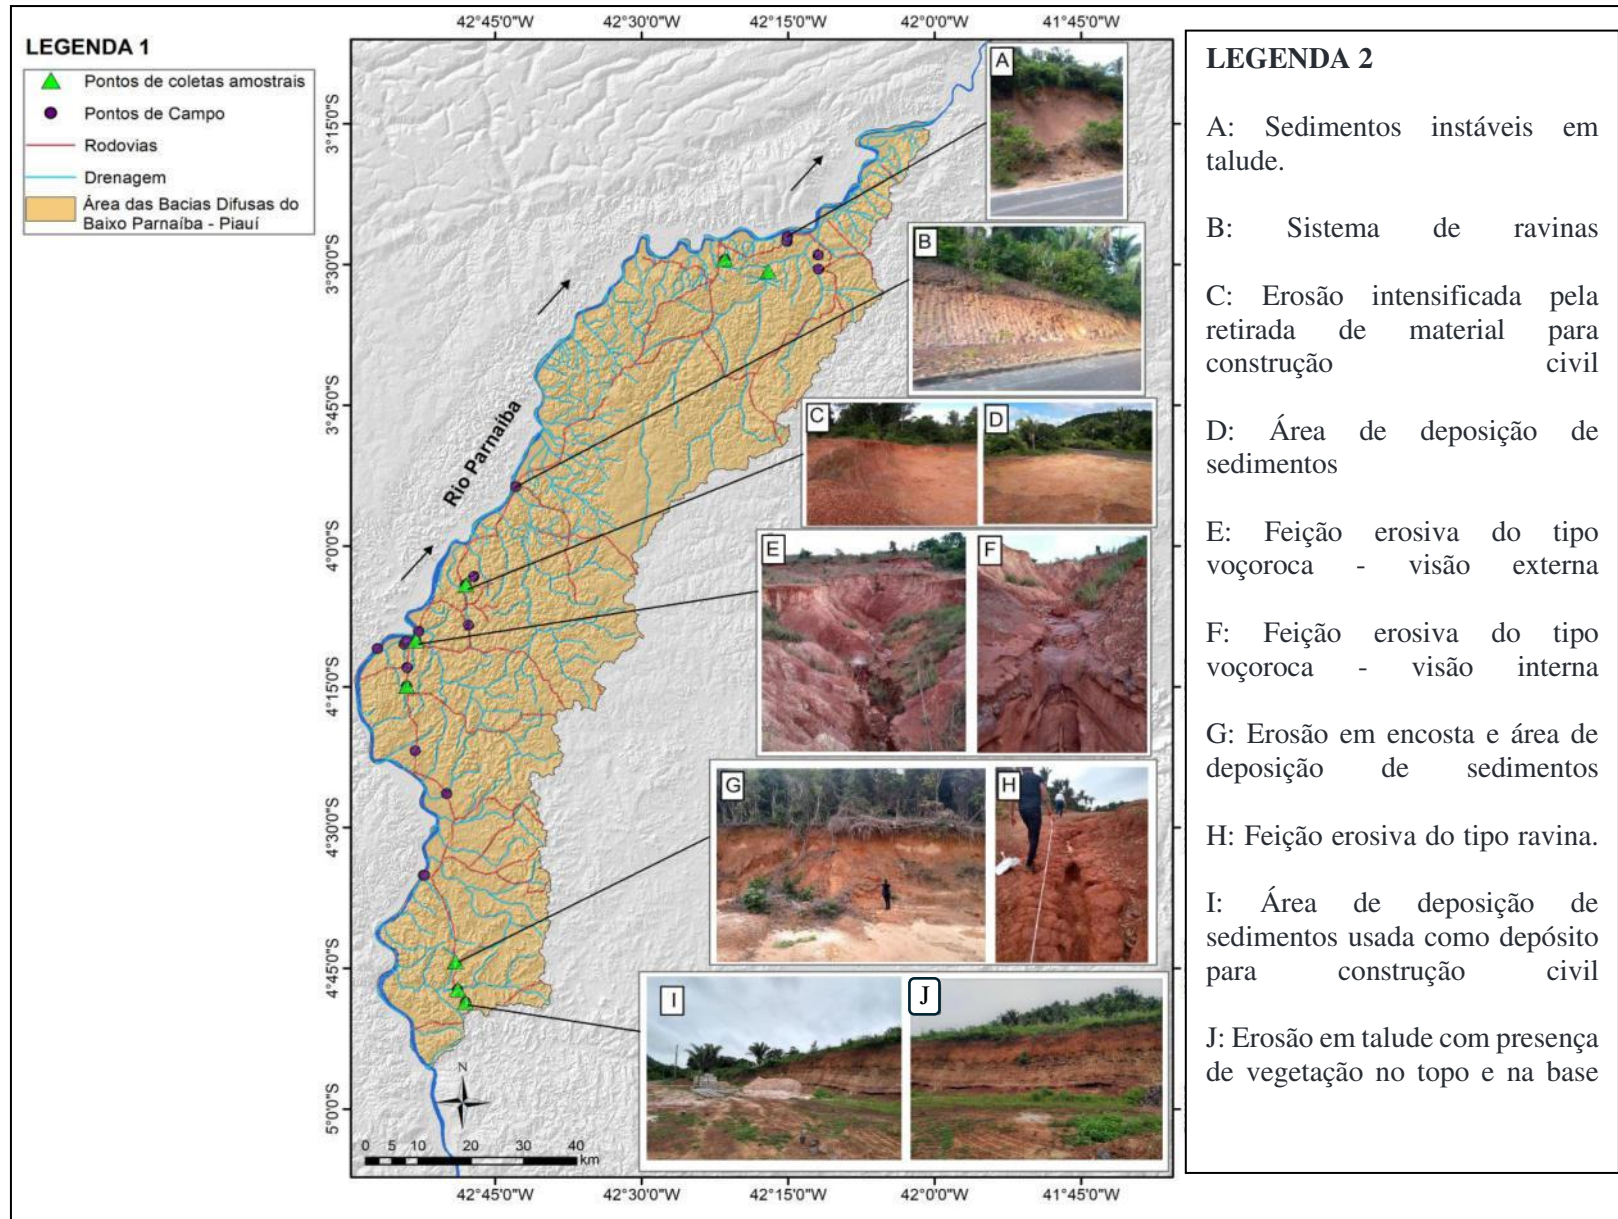 LEGENDA 1
Pontos de coletas amostrais
Pontos de Campo
Rodovias
Drenagem
Área das Bacias Difusas do
Baixo Parnaíba - Piauí
42°45'0"W 42°30'0"W 42°15'0"W 42°0'0"W 41°45'0"W
3°15'0"S
3°30'0"S
3°45'0"S
4°0'0"S
4°15'0"S
4°30'0"S
4°45'0"S
5°0'0"S
Rio Parnaíba
A
B
C
D
E
F
G
H
I
J
N
0 5 10 20 30 40
km
42°45'0"W 42°30'0"W 42°15'0"W 42°0'0"W 41°45'0"W
LEGENDA 2
A: Sedimentos instáveis em
talude.
B: Sistema de ravinas
C: Erosão intensificada pela
retirada de material para
construção civil
D: Área de deposição de
sedimentos
E: Feição erosiva do tipo
voçoroca - visão externa
F: Feição erosiva do tipo
voçoroca - visão interna
G: Erosão em encosta e área de
deposição de sedimentos
H: Feição erosiva do tipo ravina.
I: Área de deposição de
sedimentos usada como depósito
para construção civil
J: Erosão em talude com presença
de vegetação no topo e na base